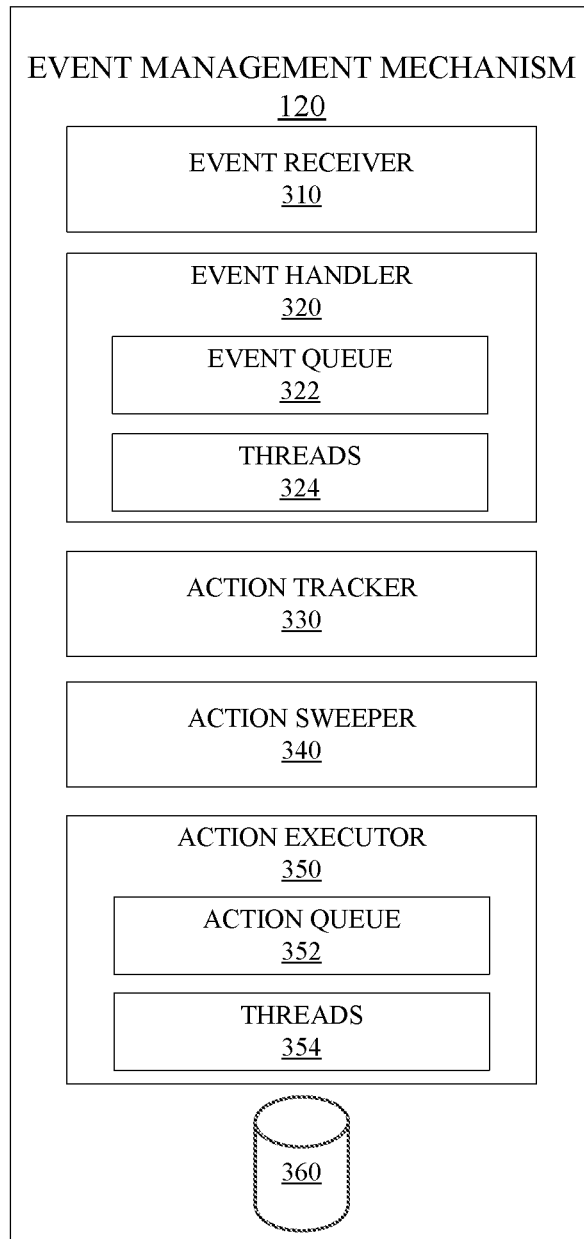 EVENT MANAGEMENT MECHANISM
120
EVENT RECEIVER
310
EVENT HANDLER
320
EVENT QUEUE
322
THREADS
324
ACTION TRACKER
330
ACTION SWEEPER
340
ACTION EXECUTOR
350
ACTION QUEUE
352
THREADS
354
360